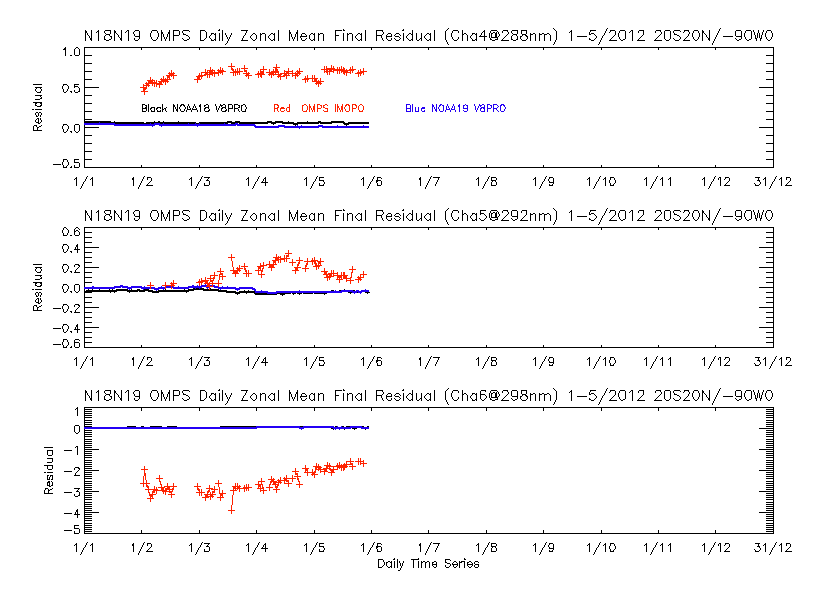 N18N19 OMPS Daily Zonal Mean Final Residual (Cha4@288nm) 1-5/2012 20S20N/-90W0
1.0
0.5
0.0
-0.5
Residual
Black NOAA18 V8PRO Red OMPS IMOPO Blue NOAA19 V8PRO
1/1 1/2 1/3 1/4 1/5 1/6 1/7 1/8 1/9 1/10 1/11 1/12 31/12
N18N19 OMPS Daily Zonal Mean Final Residual (Cha5@292nm) 1-5/2012 20S20N/-90W0
0.6
0.4
0.2
0.0
-0.2
-0.4
-0.6
Residual
1/1 1/2 1/3 1/4 1/5 1/6 1/7 1/8 1/9 1/10 1/11 1/12 31/12
N18N19 OMPS Daily Zonal Mean Final Residual (Cha6@298nm) 1-5/2012 20S20N/-90W0
1
0
-1
-2
-3
-4
-5
Residual
1/1 1/2 1/3 1/4 1/5 1/6 1/7 1/8 1/9 1/10 1/11 1/12 31/12
Daily Time Series